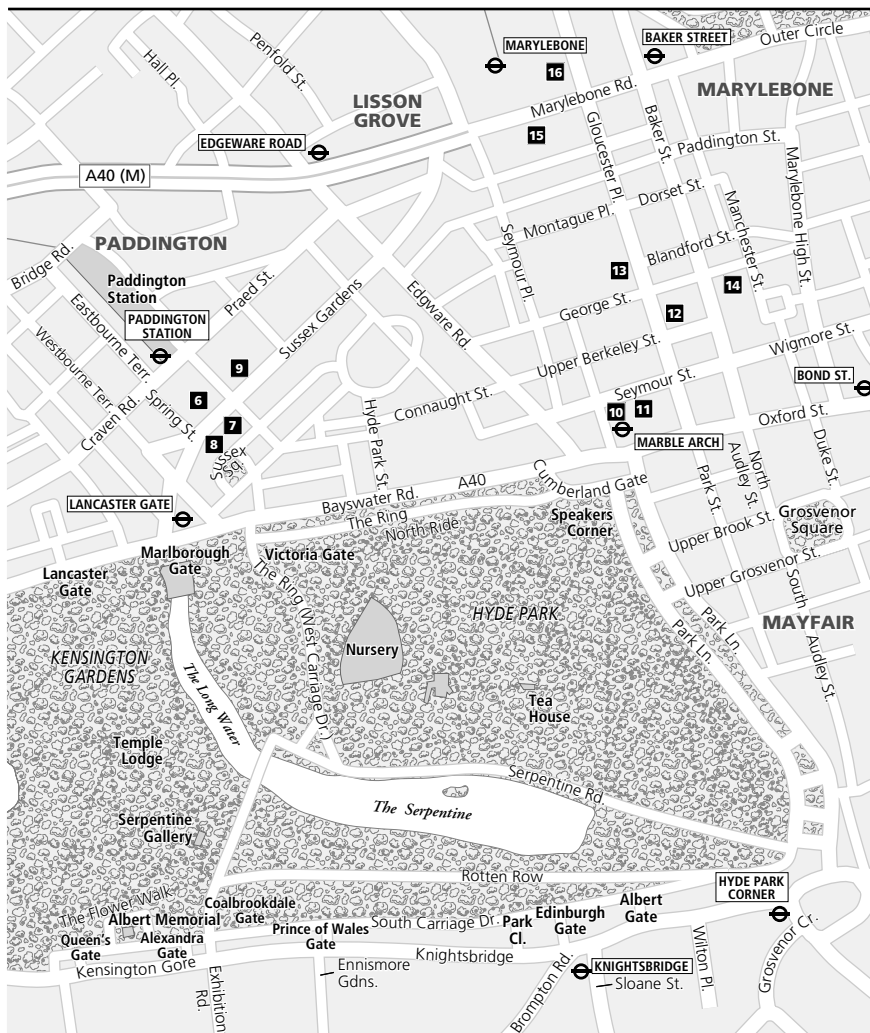 MARYLEBONE
BAKER STREET
Outer Circle
Penfold St.
Hall Pl.
16
LISSON
GROVE
Marylebone Rd.
MARYLEBONE
15
Gloucester Pl.
Baker St.
Paddington St.
EDGEWARE ROAD
A40 (M)
Marylebone High St.
Dorset St.
Montague Pl.
Manchester St.
Seymour Pl.
Blandford St.
PADDINGTON
Bridge Rd.
Paddington
Station
Praed St.
Sussex Gardens
Edgware Rd.
13
14
George St.
12
PADDINGTON
STATION
Eastbourne Terr.
Westbourne Terr.
Upper Berkeley St.
Wigmore St.
9
Seymour St.
BOND ST.
6
Craven Rd.
Spring St.
Connaught St.
Hyde Park St.
10
11
Oxford St.
7
8
Sussex
Sq.
MARBLE ARCH
Duke St.
North
Audley St.
Park St.
Cumberland Gate
A40
Bayswater Rd.
LANCASTER GATE
The Ring
North Ride
Speakers
Corner
Upper Brook St.
Grosvenor
Square
Marlborough
Gate
Victoria Gate
Lancaster
Gate
The Ring (West Carriage Dr.)
Upper Grosvenor St.
HYDE PARK
Park Ln.
Park Ln.
South
Audley St.
MAYFAIR
Nursery
KENSINGTON
GARDENS
The Long Water
Tea
House
Temple
Lodge
Serpentine Rd.
The Serpentine
Serpentine
Gallery
Rotten Row
The Flower Walk
Coalbrookdale
Gate
Albert Memorial
South Carriage Dr.
Park
Cl.
Edinburgh
Gate
Albert
Gate
HYDE PARK
CORNER
Queen's
Gate
Alexandra
Gate
Prince of Wales
Gate
Knightsbridge
Grosvenor Cr.
Kensington Gore
Exhibition
Rd.
Ennismore
Gdns.
Brompton Rd.
KNIGHTSBRIDGE
Sloane St.
Wilton Pl.